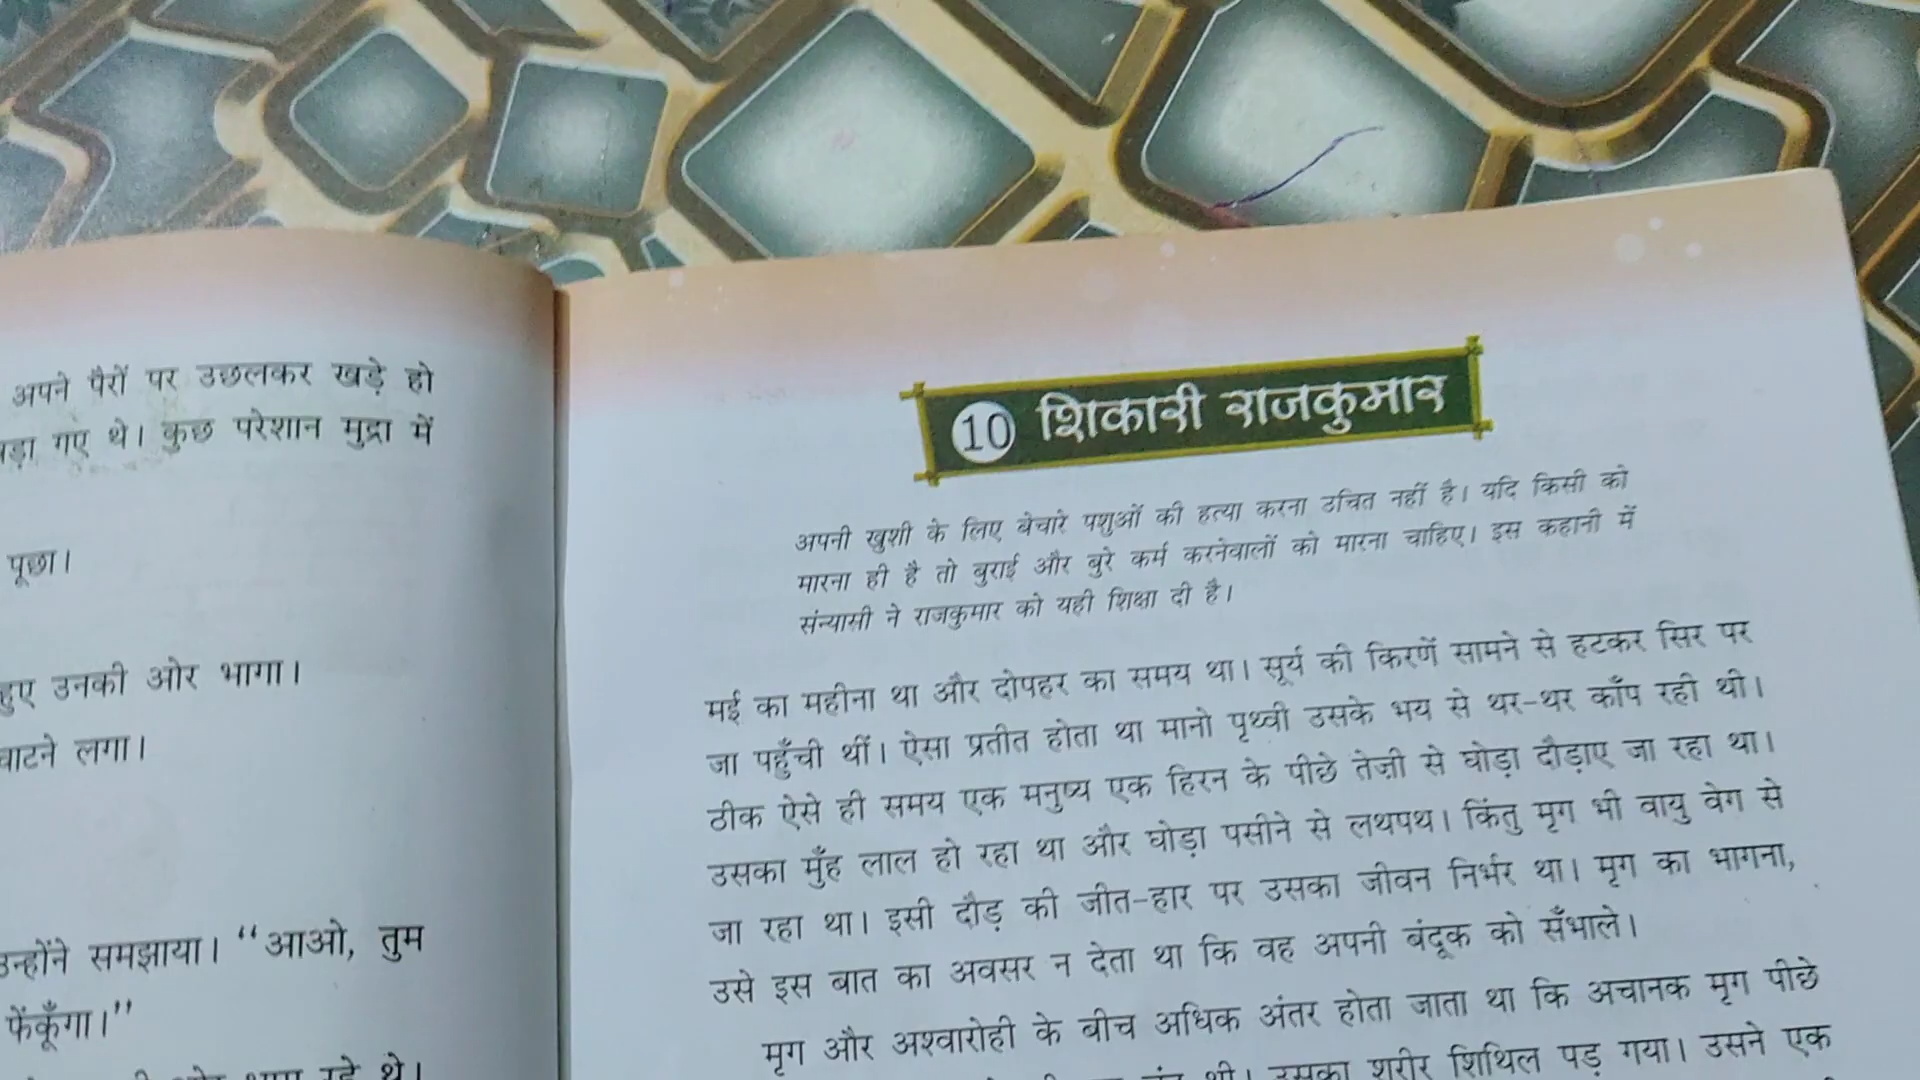 अपने पैरों पर उछलकर खड़े हो
गए थे। कुछ परेशान मुद्रा में
पूछा।
हुए उनकी ओर भागा।
चाटने लगा।
उन्होंने समझाया। “आओ, तुम
फेंकूँगा।”
10 शिकारी राजकुमार
अपनी खुशी के लिए बेचारे पशुओं की हत्या करना उचित नहीं है। यदि किसी को
मारना ही है तो बुराई और बुरे कर्म करनेवालों को मारना चाहिए। इस कहानी में
संन्यासी ने राजकुमार को यही शिक्षा दी है।
मई का महीना था और दोपहर का समय था। सूर्य की किरणें सामने से हटकर सिर पर
जा पहुँची थीं। ऐसा प्रतीत होता था मानो पृथ्वी उसके भय से थर-थर काँप रही थी।
ठीक ऐसे ही समय एक मनुष्य एक हिरन के पीछे तेज़ी से घोड़ा दौड़ाए जा रहा था।
उसका मुँह लाल हो रहा था और घोड़ा पसीने से लथपथ। किंतु मृग भी वायु वेग से
जा रहा था। इसी दौड़ की जीत-हार पर उसका जीवन निर्भर था। मृग का भागना,
उसे इस बात का अवसर न देता था कि वह अपनी बंदूक को सँभाले।
मृग और अश्वारोही के बीच अधिक अंतर होता जाता था कि अचानक मृग पीछे
थी। उसका शरीर शिथिल पड़ गया। उसने एक